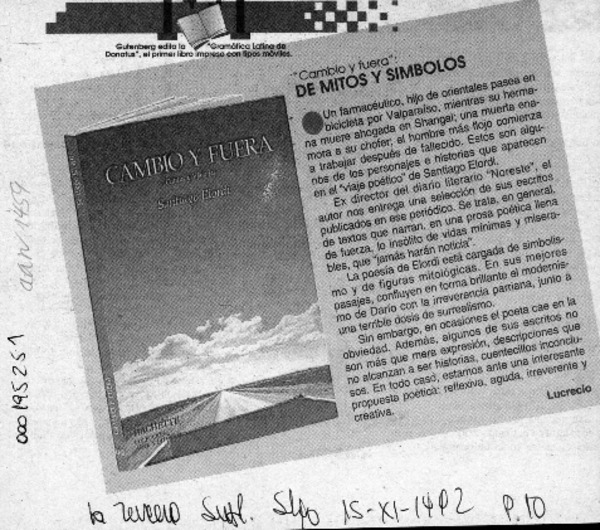 Gutenberg edita la "Gramática Latina de
Donatus", el primer libro impreso con tipos móviles.
"Cambio y fuera":
DE MITOS Y SIMBOLOS
Un farmacéutico, hijo de orientales pasea en
bicicleta por Valparaíso, mientras su herma-
na muere ahogada en Shangai; una muerta ena-
mora a su chofer; el hombre más flojo comienza
a trabajar después de fallecido. Estos son algu-
nos de los personajes e historias que aparecen
en el "viaje poético" de Santiago Elordi.
Ex director del diario literario "Noreste", el
autor nos entrega una selección de sus escritos
publicados en ese periódico. Se trata, en general,
de textos que narran, en una prosa poética llena
de fuerza, lo insólito de vidas mínimas y misera-
bles, que "jamás harán noticia".
La poesía de Elordi está cargada de simbolis-
mo y de figuras mitológicas. En sus mejores
pasajes, confluyen en forma brillante el modernis-
mo de Darío con la irreverencia parriana, junto a
una terrible dosis de surrealismo.
Sin embargo, en ocasiones el poeta cae en la
obviedad. Además, algunos de sus escritos no
son más que mera expresión, descripciones que
no alcanzan a ser historias, cuentecillos inconclu-
sos. En todo caso, estamos ante una interesante
propuesta poética: reflexiva, aguda, irreverente y
creativa.
Lucrecio
CAMBIO Y FUERA
Santiago Elordi
HACHETTE
000195251
la Tercera Supl. Stgo 15-XI-1492 P.10